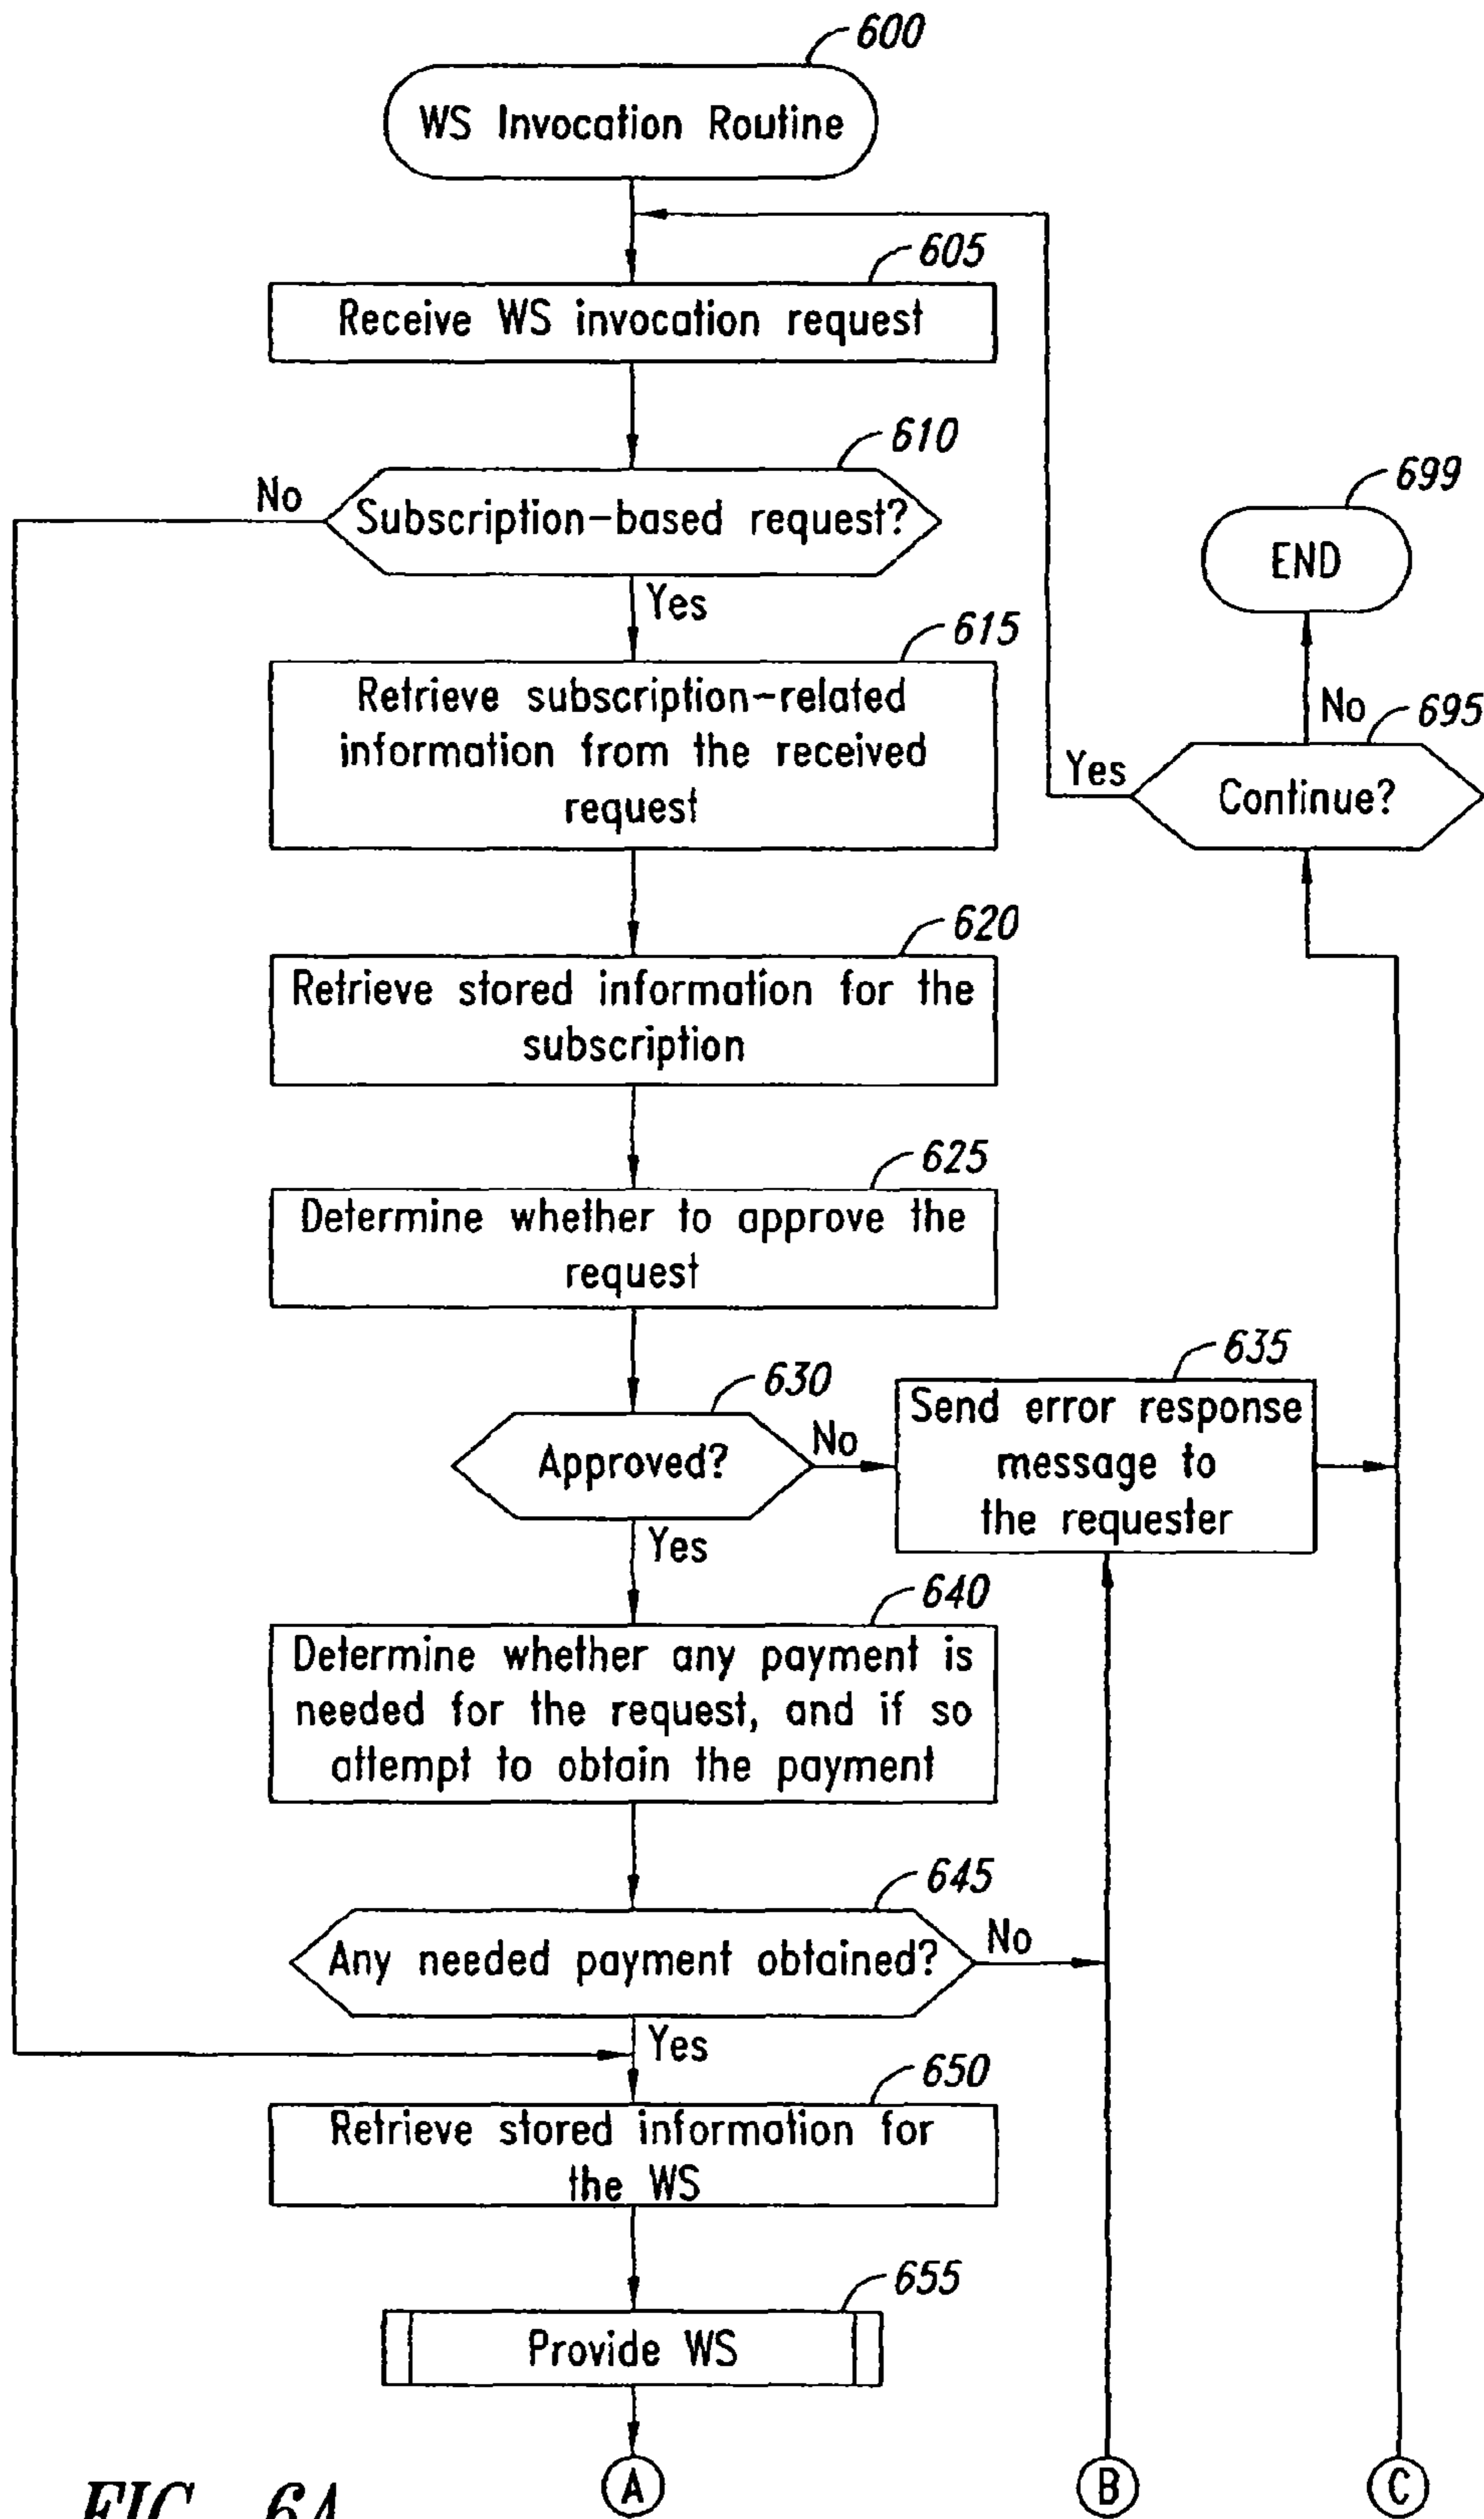 600
WS Invocation Routine
605
Receive WS invocation request
610
No
Subscription-based request?
Yes
699
END
615
Retrieve subscription-related
information from the received
request
No
695
Yes
Continue?
620
Retrieve stored information for the
subscription
625
Determine whether to approve the
request
630
Approved?
No
Yes
635
Send error response
message to
the requester
640
Determine whether any payment is
needed for the request, and if so
attempt to obtain the payment
645
Any needed payment obtained?
No
Yes
650
Retrieve stored information for
the WS
655
Provide WS
A
B
C
FIG. 6A